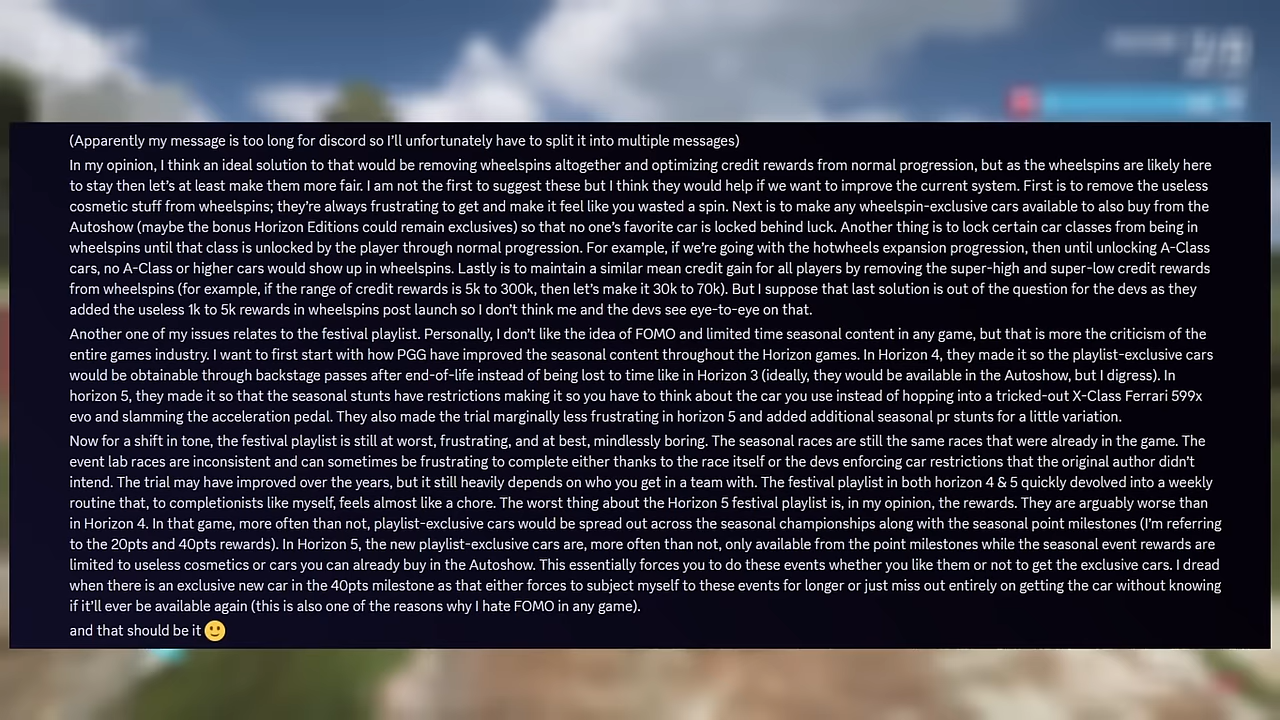 (Apparently my message is too long for discord so I'll unfortunately have to split it into multiple messages)
In my opinion, I think an ideal solution to that would be removing wheelspins altogether and optimizing credit rewards from normal progression, but as the wheelspins are likely here
to stay then let's at least make them more fair. I am not the first to suggest these but I think they would help if we want to improve the current system. First is to remove the useless
cosmetic stuff from wheelspins; they're always frustrating to get and make it feel like you wasted a spin. Next is to make any wheelspin-exclusive cars available to also buy from the
Autoshow (maybe the bonus Horizon Editions could remain exclusives) so that no one's favorite car is locked behind luck. Another thing is to lock certain car classes from being in
wheelspins until that class is unlocked by the player through normal progression. For example, if we're going with the hotwheels expansion progression, then until unlocking A-Class
cars, no A-Class or higher cars would show up in wheelspins. Lastly is to maintain a similar mean credit gain for all players by removing the super-high and super-low credit rewards
from wheelspins (for example, if the range of credit rewards is 5k to 300k, then let's make it 30k to 70k). But I suppose that last solution is out of the question for the devs as they
added the useless 1k to 5k rewards in wheelspins post launch so I don't think me and the devs see eye-to-eye on that.
Another one of my issues relates to the festival playlist. Personally, I don't like the idea of FOMO and limited time seasonal content in any game, but that is more the criticism of the
entire games industry. I want to first start with how PGG have improved the seasonal content throughout the Horizon games. In Horizon 4, they made it so the playlist-exclusive cars
would be obtainable through backstage passes after end-of-life instead of being lost to time like in Horizon 3 (ideally, they would be available in the Autoshow, but I digress). In
horizon 5, they made it so that the seasonal stunts have restrictions making it so you have to think about the car you use instead of hopping into a tricked-out X-Class Ferrari 599x
evo and slamming the acceleration pedal. They also made the trial marginally less frustrating in horizon 5 and added additional seasonal pr stunts for a little variation.
Now for a shift in tone, the festival playlist is still at worst, frustrating, and at best, mindlessly boring. The seasonal races are still the same races that were already in the game. The
event lab races are inconsistent and can sometimes be frustrating to complete either thanks to the race itself or the devs enforcing car restrictions that the original author didn't
intend. The trial may have improved over the years, but it still heavily depends on who you get in a team with. The festival playlist in both horizon 4 & 5 quickly devolved into a weekly
routine that, to completionists like myself, feels almost like a chore. The worst thing about the Horizon 5 festival playlist is, in my opinion, the rewards. They are arguably worse than
in Horizon 4. In that game, more often than not, playlist-exclusive cars would be spread out across the seasonal championships along with the seasonal point milestones (I'm referring
to the 20pts and 40pts rewards). In Horizon 5, the new playlist-exclusive cars are, more often than not, only available from the point milestones while the seasonal event rewards are
limited to useless cosmetics or cars you can already buy in the Autoshow. This essentially forces you to do these events whether you like them or not to get the exclusive cars. I dread
when there is an exclusive new car in the 40pts milestone as that either forces to subject myself to these events for longer or just miss out entirely on getting the car without knowing
if it'll ever be available again (this is also one of the reasons why I hate FOMO in any game).
and that should be it 🙂